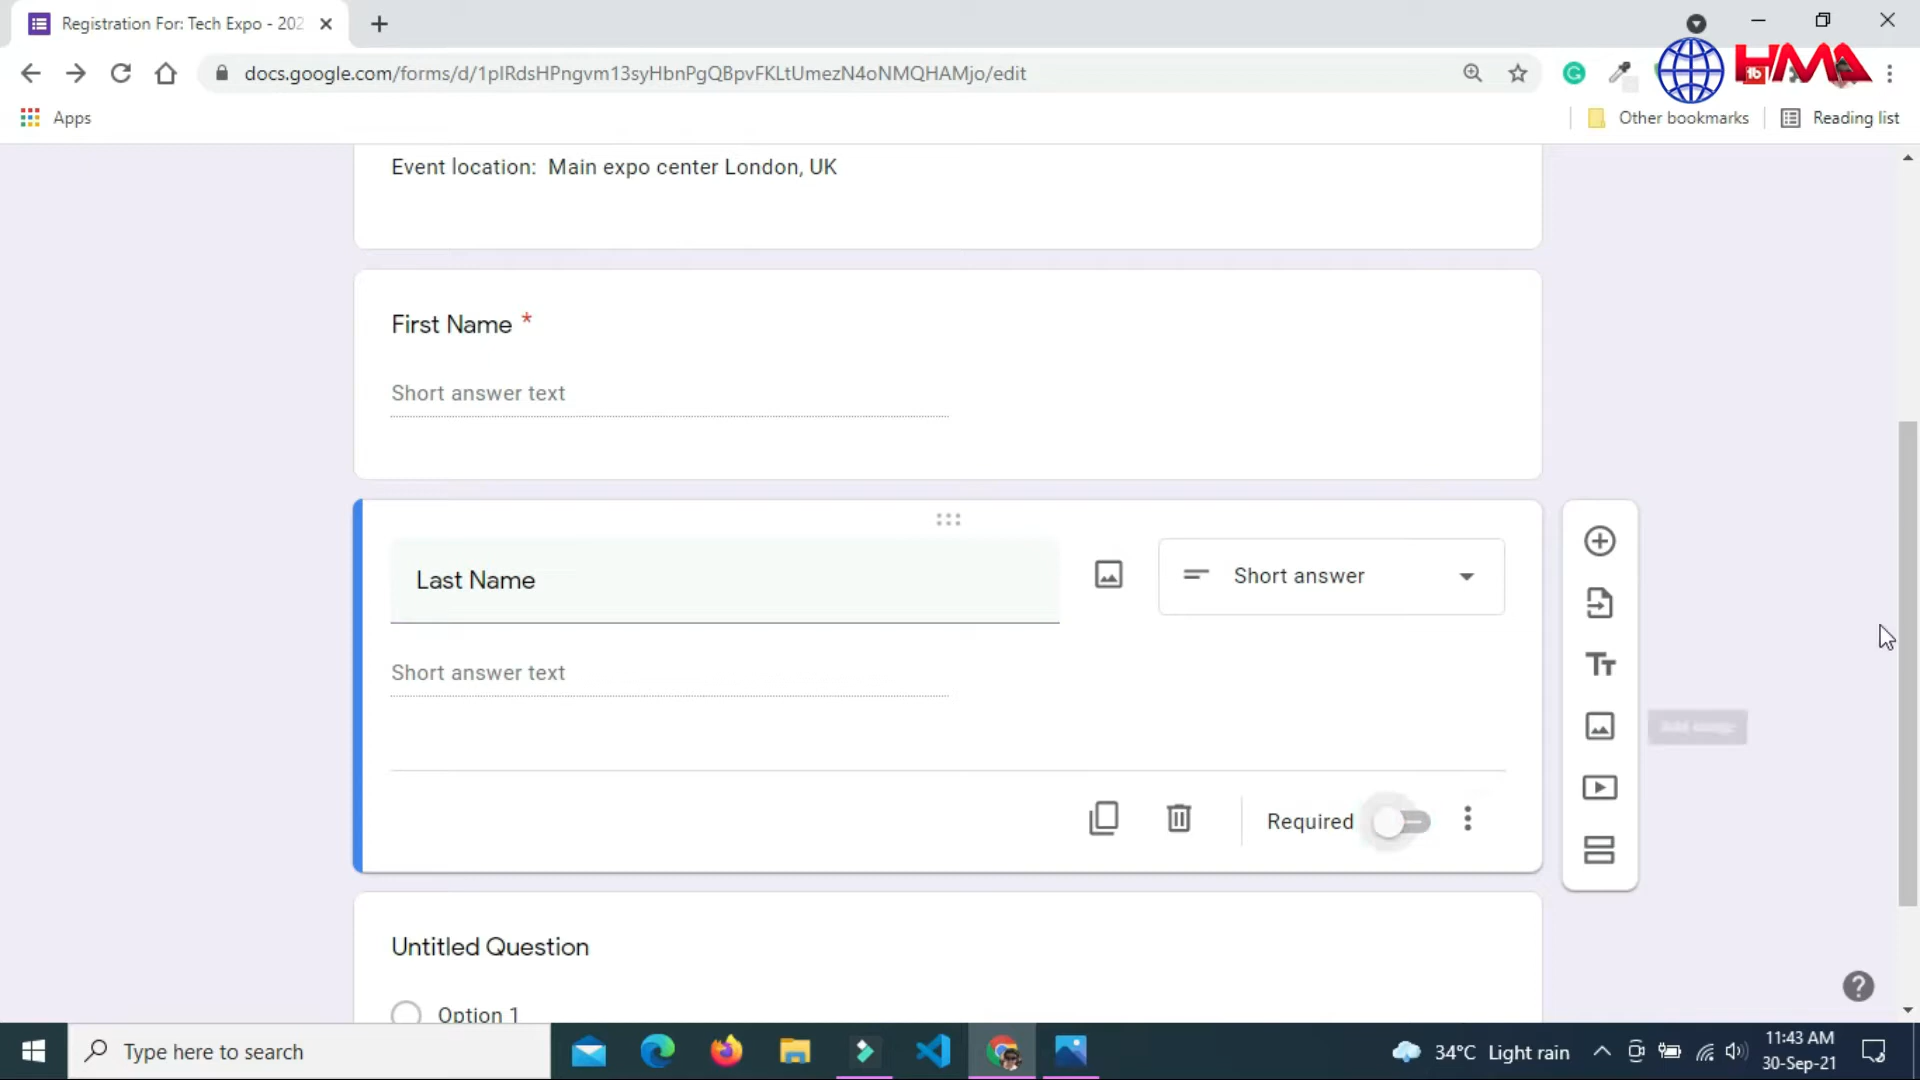 Registration For: Tech Expo - 202
docs.google.com/forms/d/1pIRdsHPngvm13syHbnPgQBpvFKLtUmezN4oNMQHAMjo/edit
HMA
Apps
Other bookmarks
Reading list
Event location: Main expo center London, UK
First Name *
Short answer text
Last Name
Short answer
Short answer text
Required
Untitled Question
Option 1
Type here to search
34°C Light rain
11:43 AM
30-Sep-21